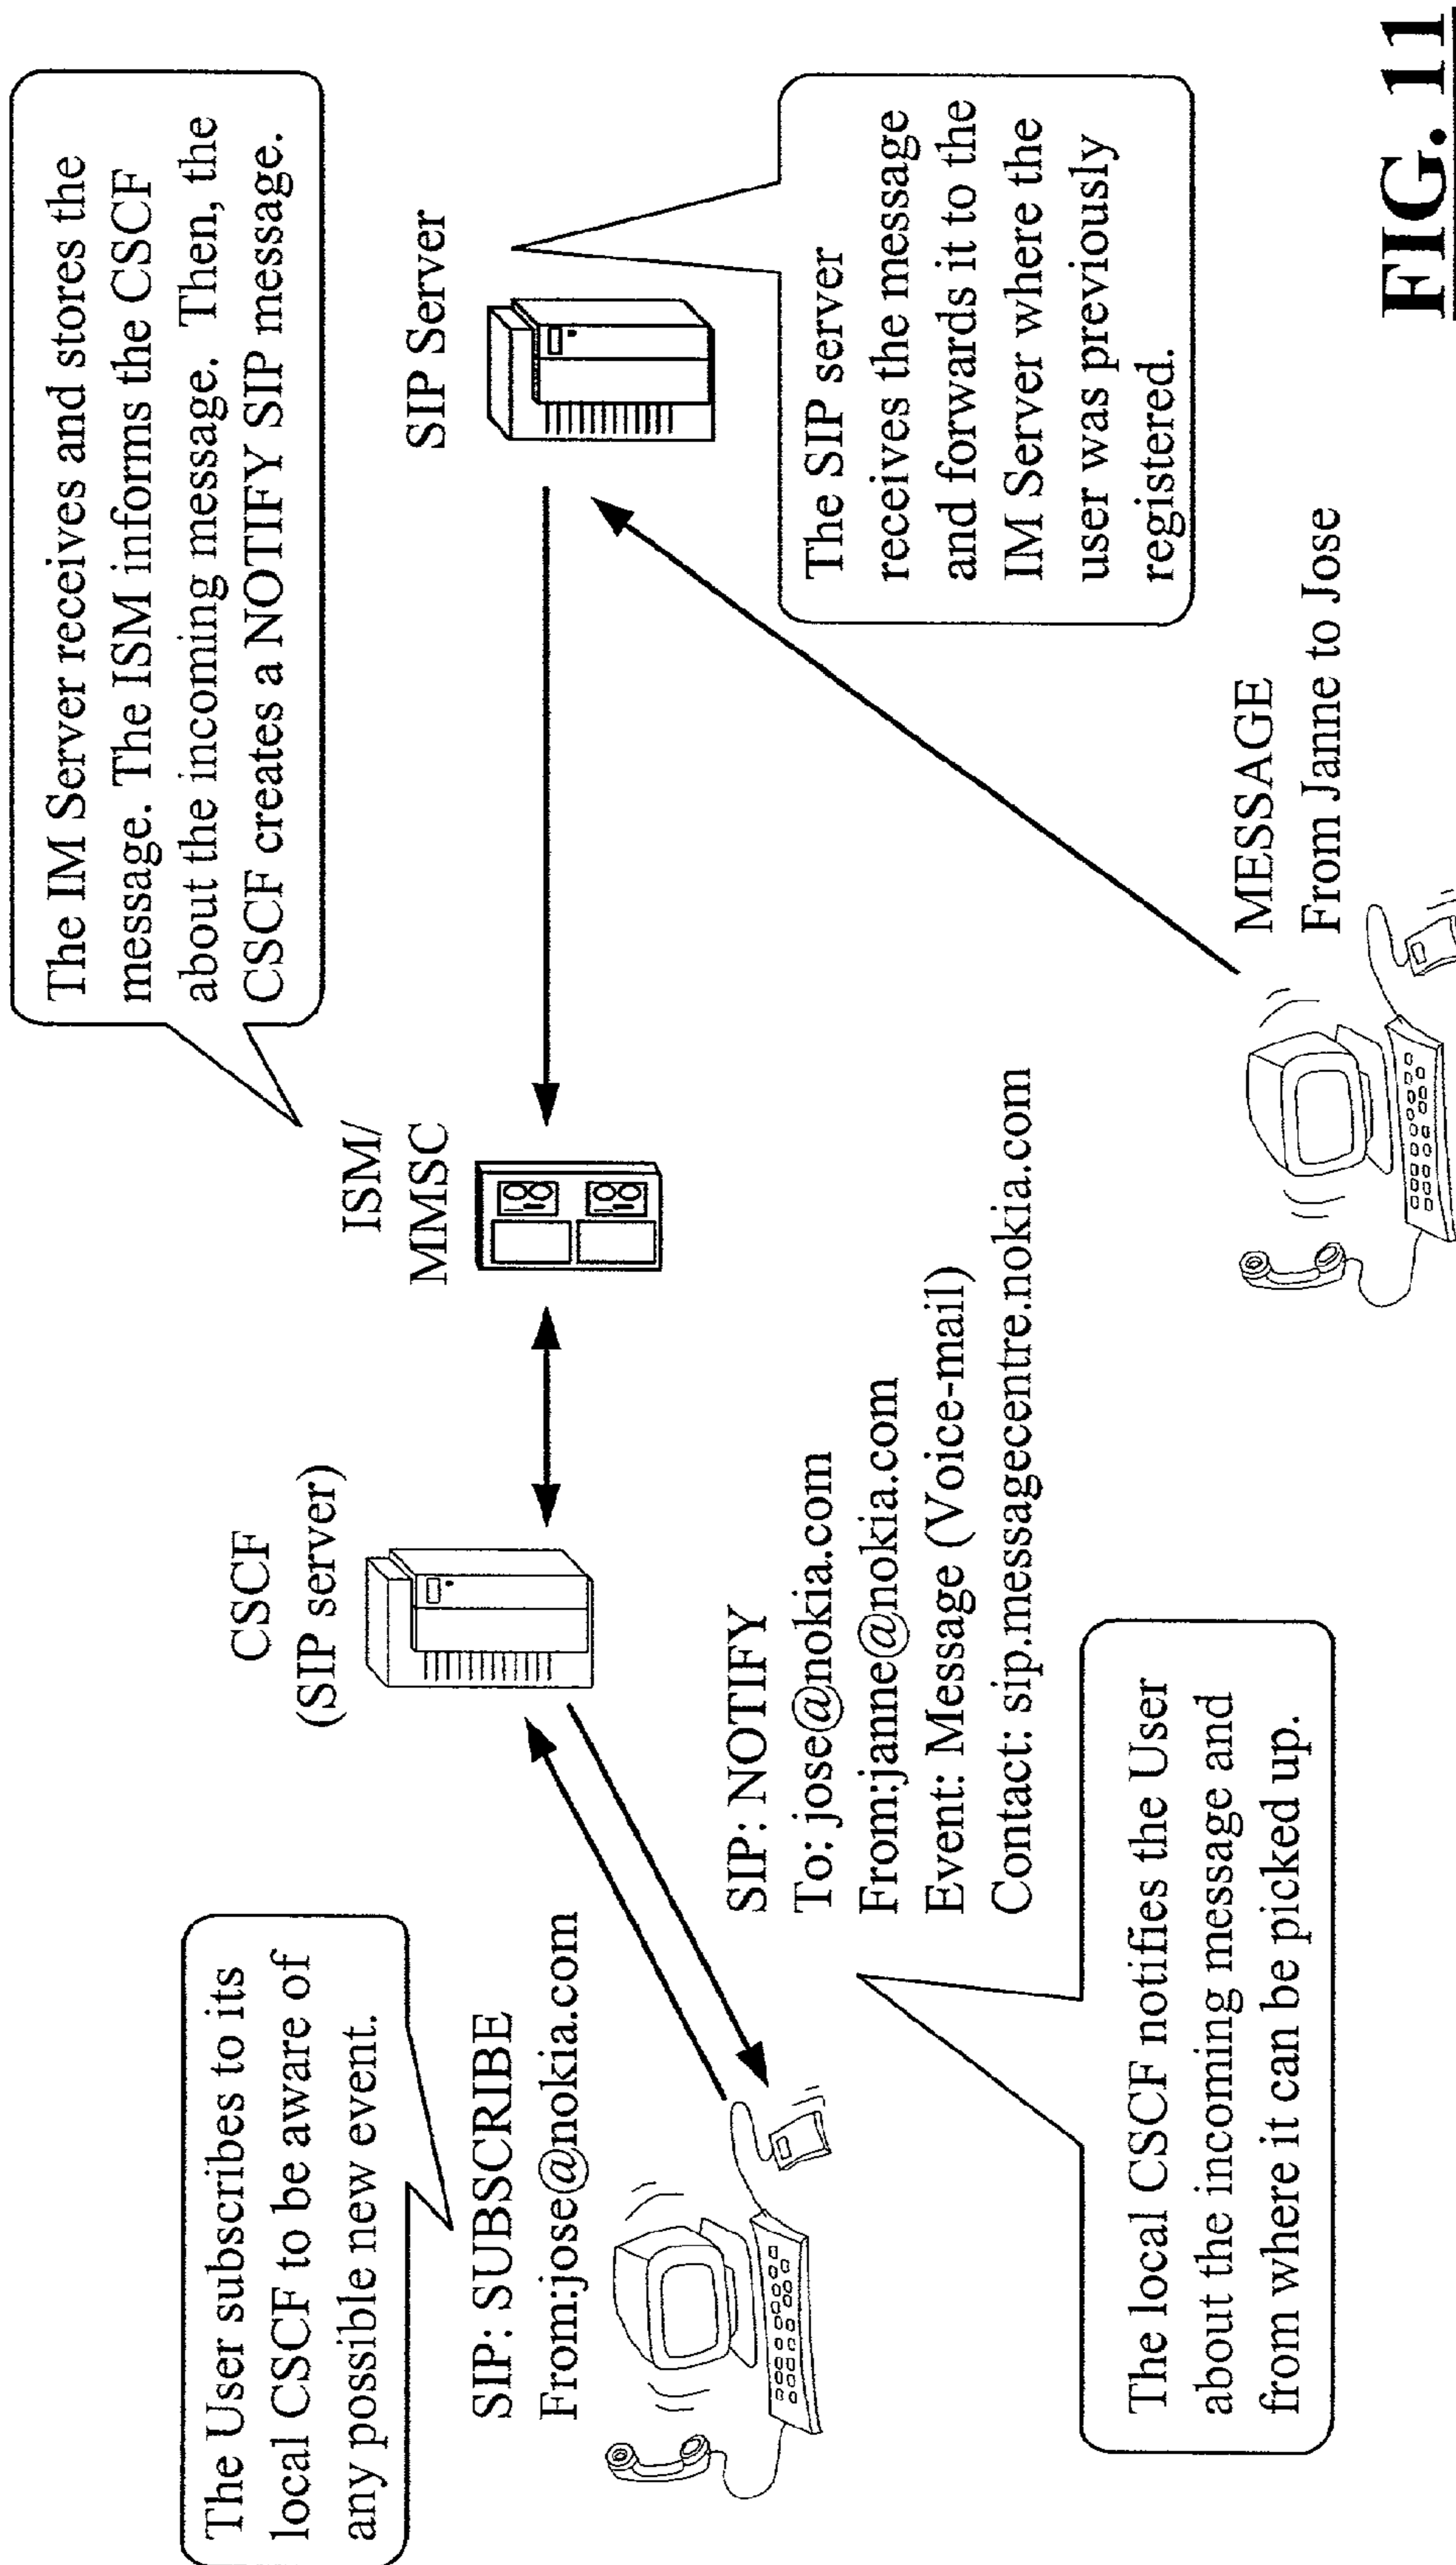 The User subscribes to its
local CSCF to be aware of
any possible new event.
SIP: SUBSCRIBE
From:jose@nokia.com
CSCF
(SIP server)
ISM/
MMSC
The IM Server receives and stores the
message. The ISM informs the CSCF
about the incoming message. Then, the
CSCF creates a NOTIFY SIP message.
SIP Server
The SIP server
receives the message
and forwards it to the
IM Server where the
user was previously
registered.
SIP: NOTIFY
To: jose@nokia.com
From:janne@nokia.com
Event: Message (Voice-mail)
Contact: sip.messagecentre.nokia.com
The local CSCF notifies the User
about the incoming message and
from where it can be picked up.
MESSAGE
From Janne to Jose
FIG. 11